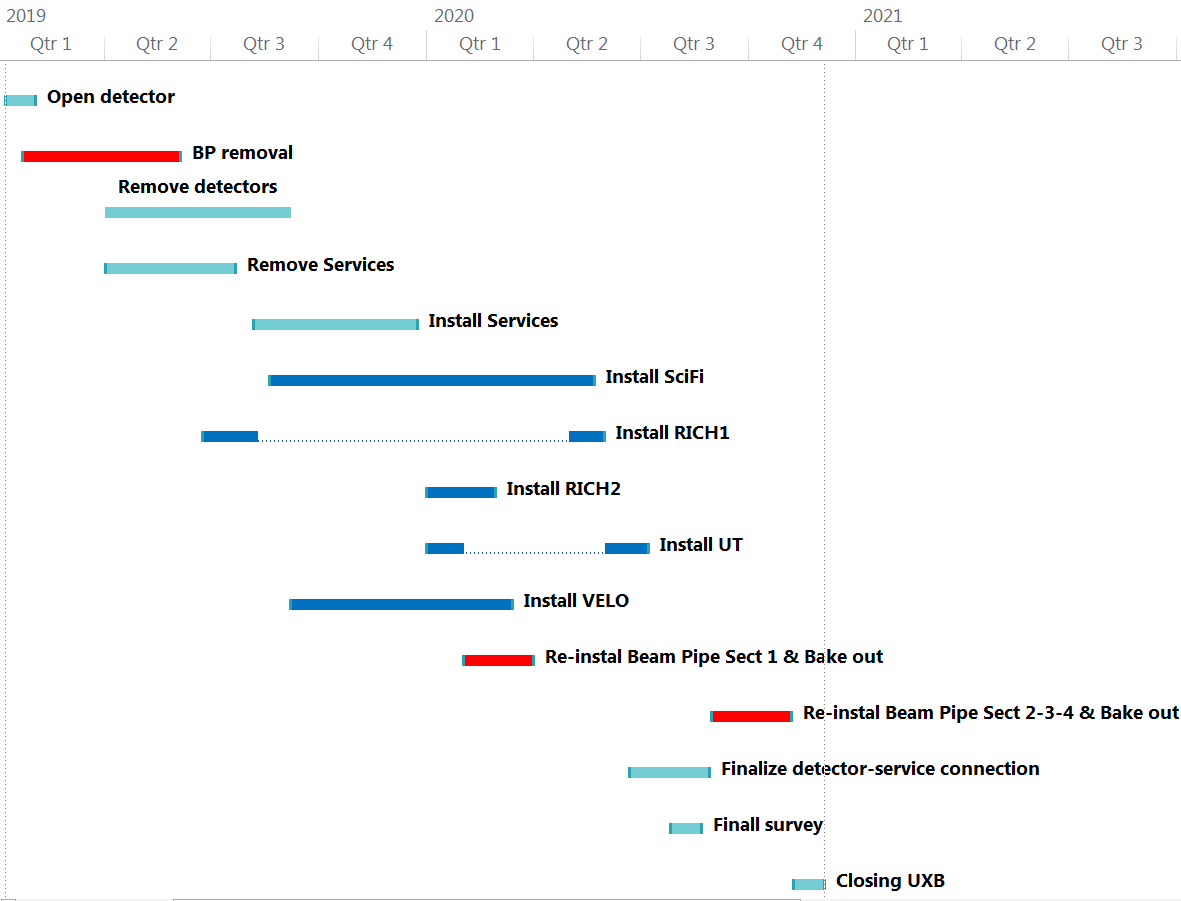 2019 2020 2021
Qtr 1 Qtr 2 Qtr 3 Qtr 4 Qtr 1 Qtr 2 Qtr 3 Qtr 4 Qtr 1 Qtr 2 Qtr 3
Open detector
BP removal
Remove detectors
Remove Services
Install Services
Install SciFi
Install RICH1
Install RICH2
Install UT
Install VELO
Re-instal Beam Pipe Sect 1 & Bake out
Re-instal Beam Pipe Sect 2-3-4 & Bake out
Finalize detector-service connection
Finall survey
Closing UXB